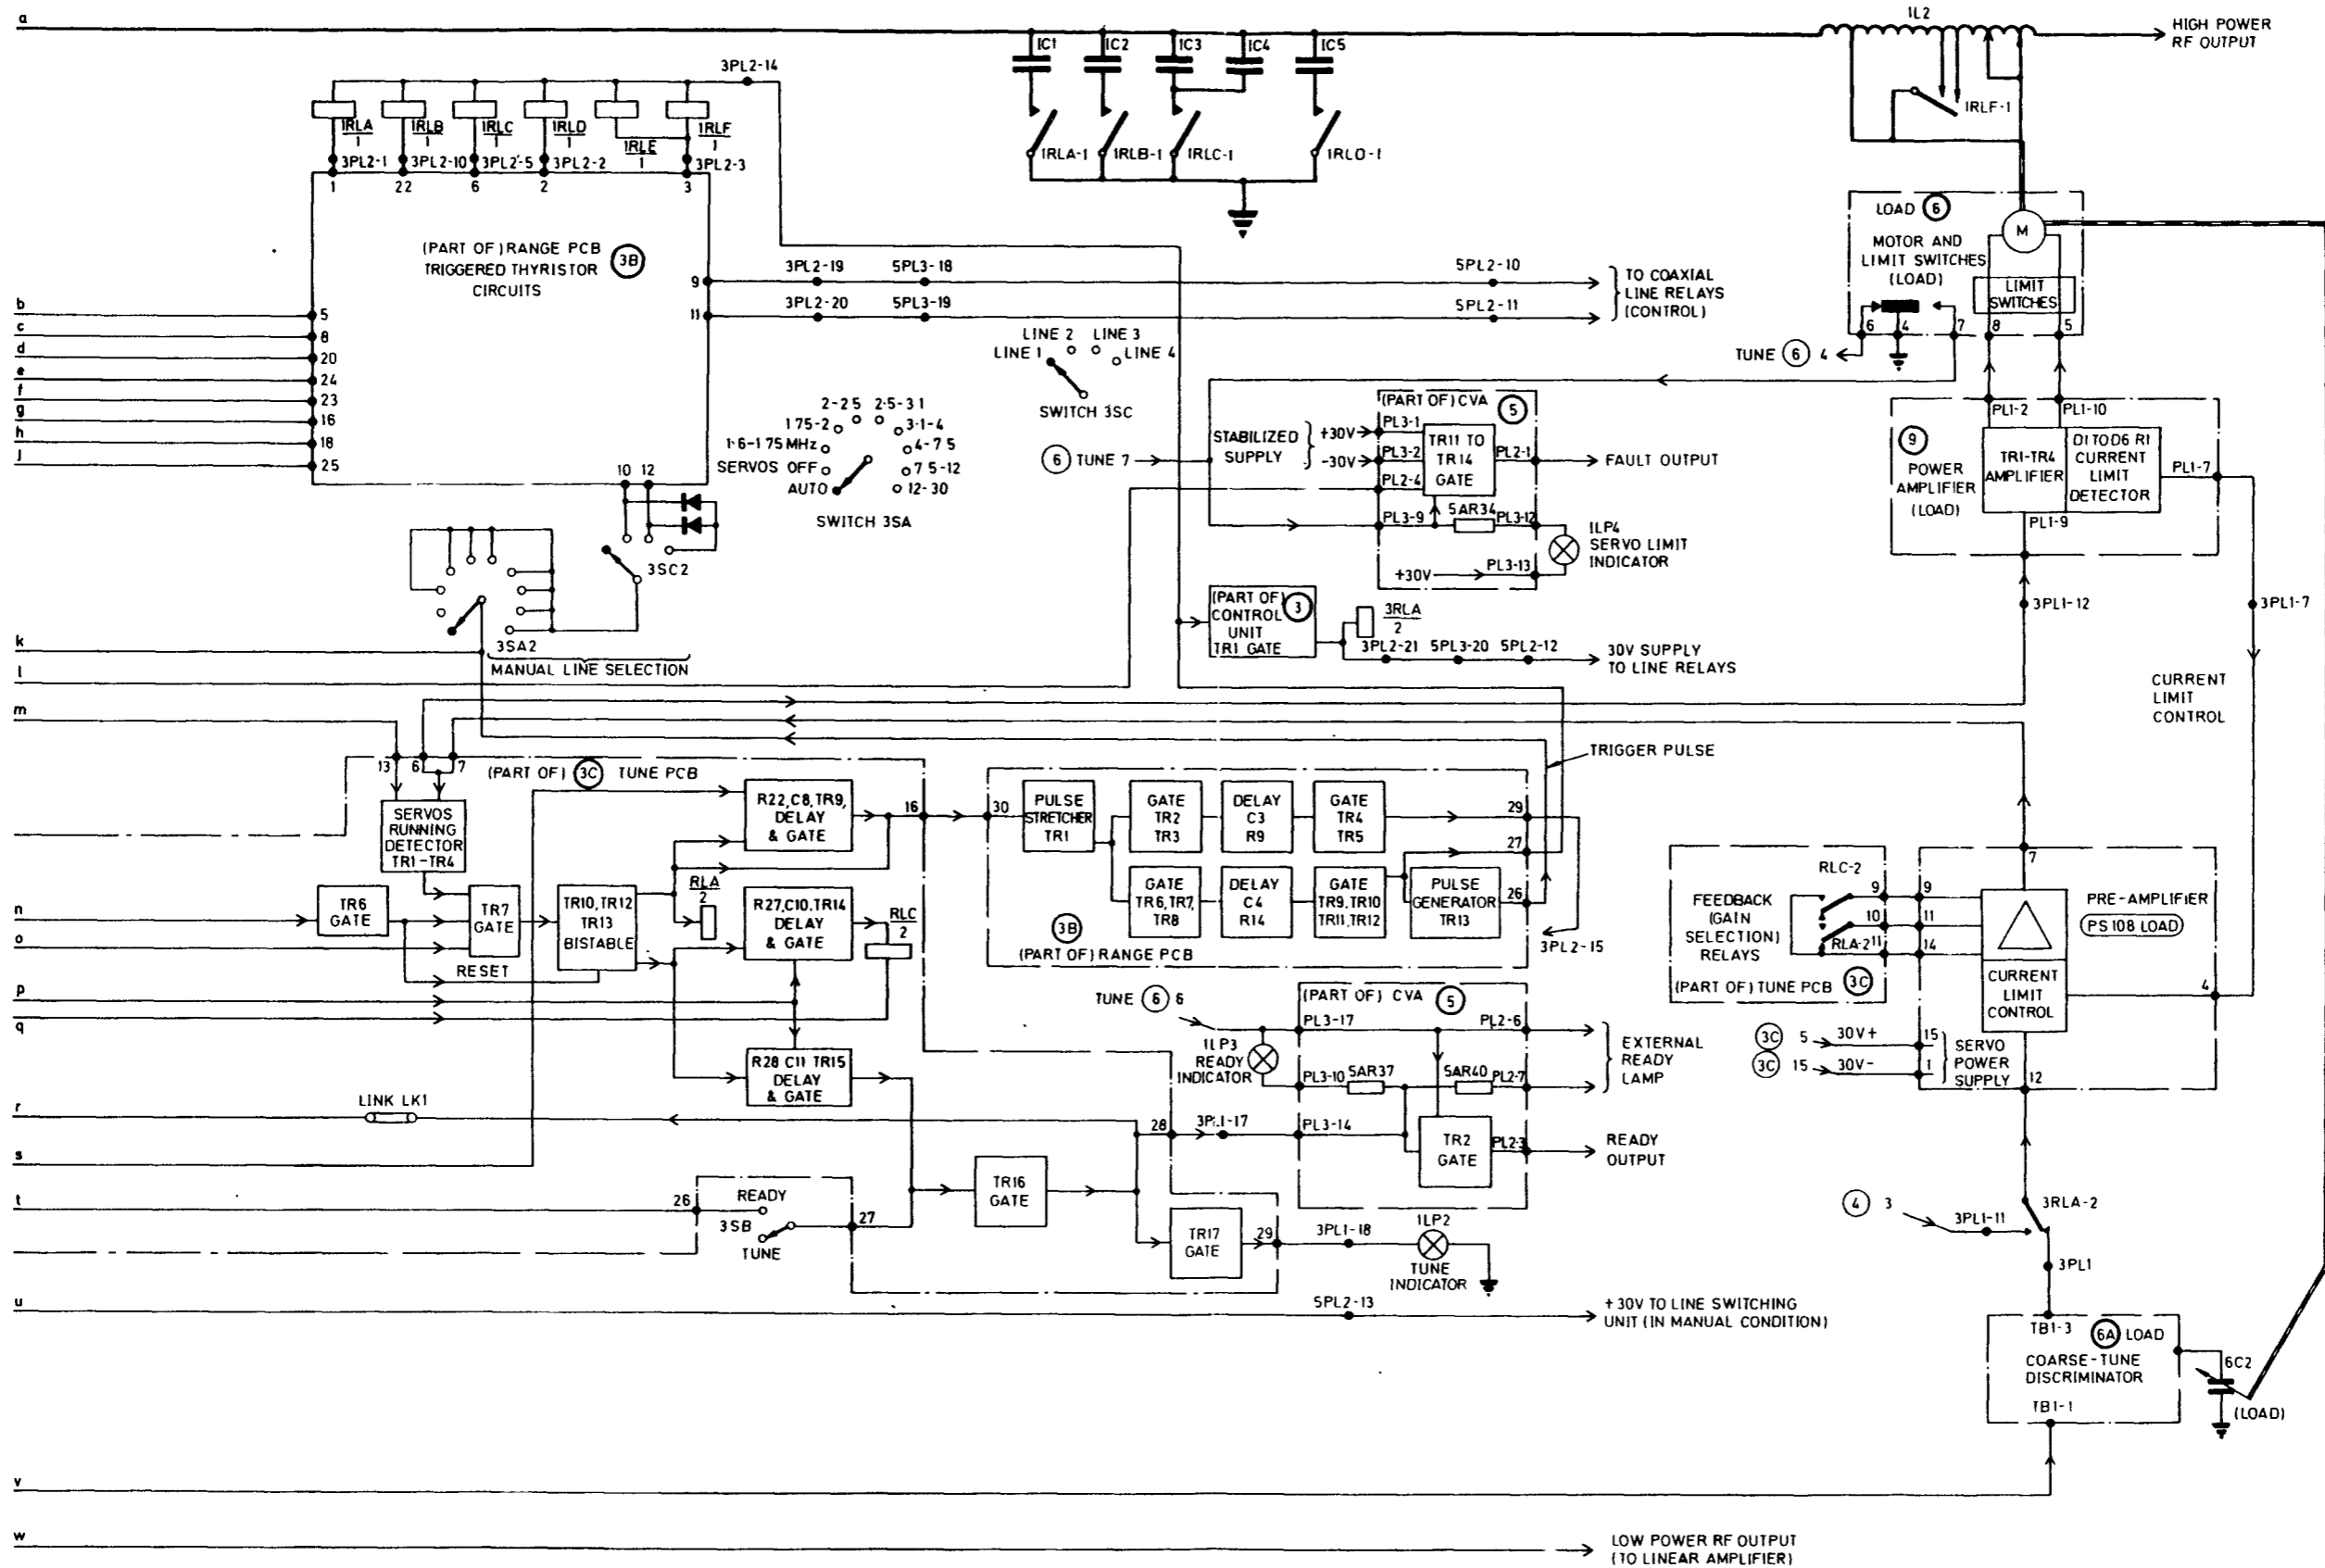 a
1L2
HIGH POWER
RF OUTPUT
1C1
1C2
1C3
1C4
1C5
3PL2-14
1RLA
1
1RLB
1
1RLC
1
1RLD
1
1RLE
1
1RLF
1
3PL2-1
3PL2-10
3PL2-5
3PL2-2
3PL2-3
1
22
6
2
3
1RLA-1
1RLB-1
1RLC-1
1RLD-1
1RLF-1
(PART OF) RANGE PCB
TRIGGERED THYRISTOR
CIRCUITS
3B
9
11
3PL2-19
5PL3-18
5PL2-10
3PL2-20
5PL3-19
5PL2-11
TO COAXIAL
LINE RELAYS
(CONTROL)
LOAD 6
M
MOTOR AND
LIMIT SWITCHES
(LOAD)
LIMIT
SWITCHES
6
4
7
8
5
TUNE 6 4
b
c
d
e
f
g
h
j
5
8
20
24
23
16
18
25
10 12
LINE 1
LINE 2
LINE 3
LINE 4
SWITCH 3SC
2-2 5
2·5-3 1
1 75-2
3·1-4
1·6-1 75 MHz
4-7 5
SERVOS OFF
7 5-12
AUTO
12-30
SWITCH 3SA
(PART OF) CVA
5
STABILIZED
SUPPLY
+30V
-30V
PL3-1
PL3-2
PL2-4
TR11 TO
TR14
GATE
PL2-1
FAULT OUTPUT
6 TUNE 7
PL3-9
5AR34
PL3-12
1LP4
SERVO LIMIT
INDICATOR
+30V
PL3-13
PL1-2
PL1-10
9
POWER
AMPLIFIER
(LOAD)
TR1-TR4
AMPLIFIER
D1 TO D6 R1
CURRENT
LIMIT
DETECTOR
PL1-7
PL1-9
3PL1-12
3PL1-7
CURRENT
LIMIT
CONTROL
3SC2
3SA2
MANUAL LINE SELECTION
(PART OF)
CONTROL
UNIT
TR1 GATE
3
3RLA
2
3PL2-21
5PL3-20
5PL2-12
30V SUPPLY
TO LINE RELAYS
k
l
m
13
6
7
(PART OF) 3C TUNE PCB
TRIGGER PULSE
SERVOS
RUNNING
DETECTOR
TR1-TR4
R22, C8, TR9,
DELAY
& GATE
16
30
PULSE
STRETCHER
TR1
GATE
TR2
TR3
DELAY
C3
R9
GATE
TR4
TR5
29
27
26
GATE
TR6, TR7,
TR8
DELAY
C4
R14
GATE
TR9, TR10
TR11, TR12
PULSE
GENERATOR
TR13
3B
(PART OF) RANGE PCB
3PL2-15
n
o
TR6
GATE
TR7
GATE
TR10, TR12
TR13
BISTABLE
RLA
2
R27, C10, TR14
DELAY
& GATE
RLC
2
RESET
p
q
R28 C11 TR15
DELAY
& GATE
RLC-2
FEEDBACK
(GAIN
SELECTION)
RELAYS
RLA-2
9
10
11
9
11
14
(PART OF) TUNE PCB 3C
7
PRE-AMPLIFIER
PS 108 LOAD
CURRENT
LIMIT
CONTROL
4
3C 5 30V+
15
3C 15 30V-
1
SERVO
POWER
SUPPLY
12
TUNE 6 6
(PART OF) CVA 5
PL3-17
PL2-6
1LP3
READY
INDICATOR
PL3-10
5AR37
5AR40
PL2-7
EXTERNAL
READY
LAMP
PL3-14
TR2
GATE
PL2-3
READY
OUTPUT
r
LINK LK1
28
3PL1-17
s
t
26
READY
3SB
TUNE
27
TR16
GATE
TR17
GATE
29
3PL1-18
1LP2
TUNE
INDICATOR
4 3
3PL1-11
3RLA-2
3PL1
u
5PL2-13
+30V TO LINE SWITCHING
UNIT (IN MANUAL CONDITION)
TB1-3
6A LOAD
COARSE-TUNE
DISCRIMINATOR
TB1-1
6C2
(LOAD)
v
w
LOW POWER RF OUTPUT
(TO LINEAR AMPLIFIER)